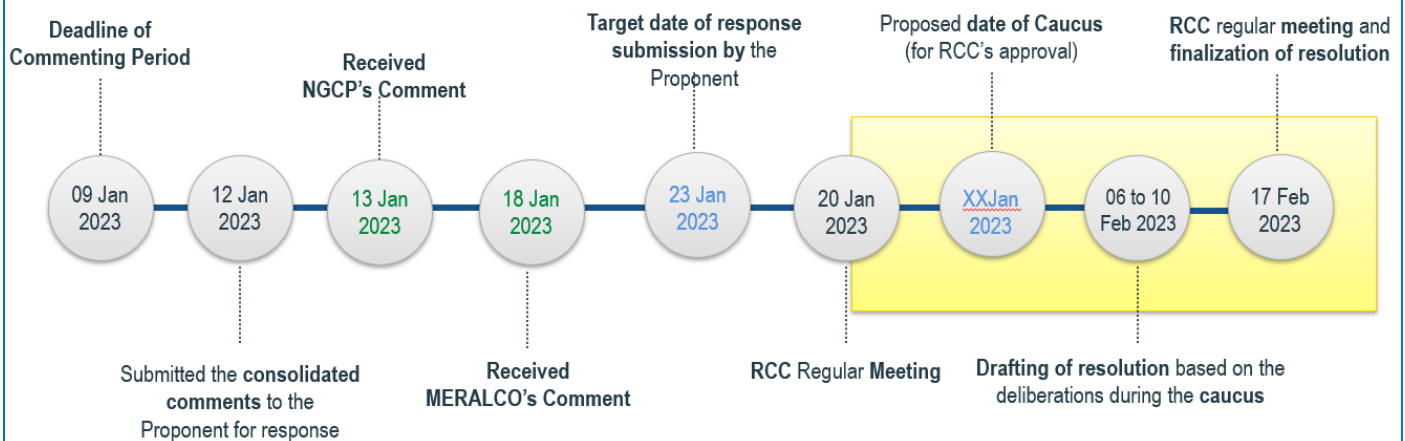 Deadline of
Commenting Period
Received
NGCP's Comment
Target date of response
submission by the
Proponent
Proposed date of Caucus
(for RCC's approval)
RCC regular meeting and
finalization of resolution
09 Jan
2023
12 Jan
2023
13 Jan
2023
18 Jan
2023
23 Jan
2023
20 Jan
2023
XXJan
2023
06 to 10
Feb 2023
17 Feb
2023
Submitted the consolidated
comments to the
Proponent for response
Received
MERALCO's Comment
RCC Regular Meeting
Drafting of resolution based on the
deliberations during the caucus